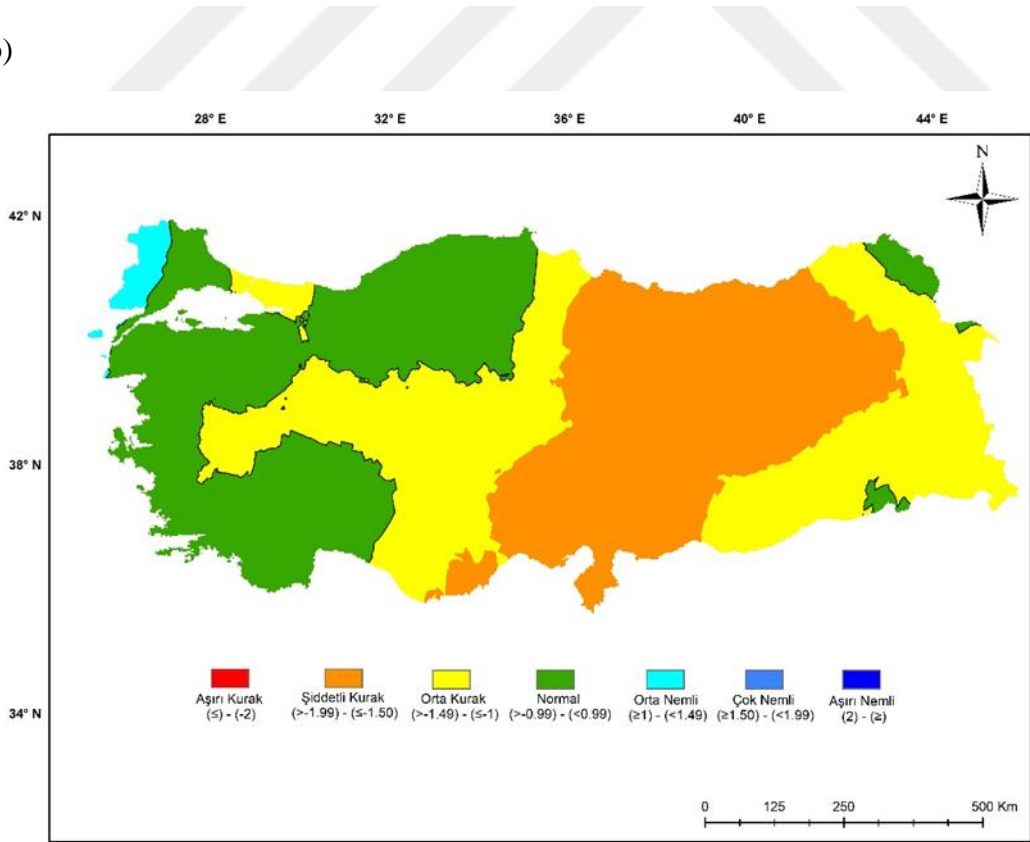 )
28° E 32° E 36° E 40° E 44° E
N
42° N
38° N
34° N
Aşırı Kurak
(≤) - (-2)
Şiddetli Kurak
(>-1.99) - (≤-1.50)
Orta Kurak
(>-1.49) - (≤-1)
Normal
(>-0.99) - (<0.99)
Orta Nemli
(≥1) - (<1.49)
Çok Nemli
(≥1.50) - (<1.99)
Aşırı Nemli
(2) - (≥)
0 125 250 500 Km